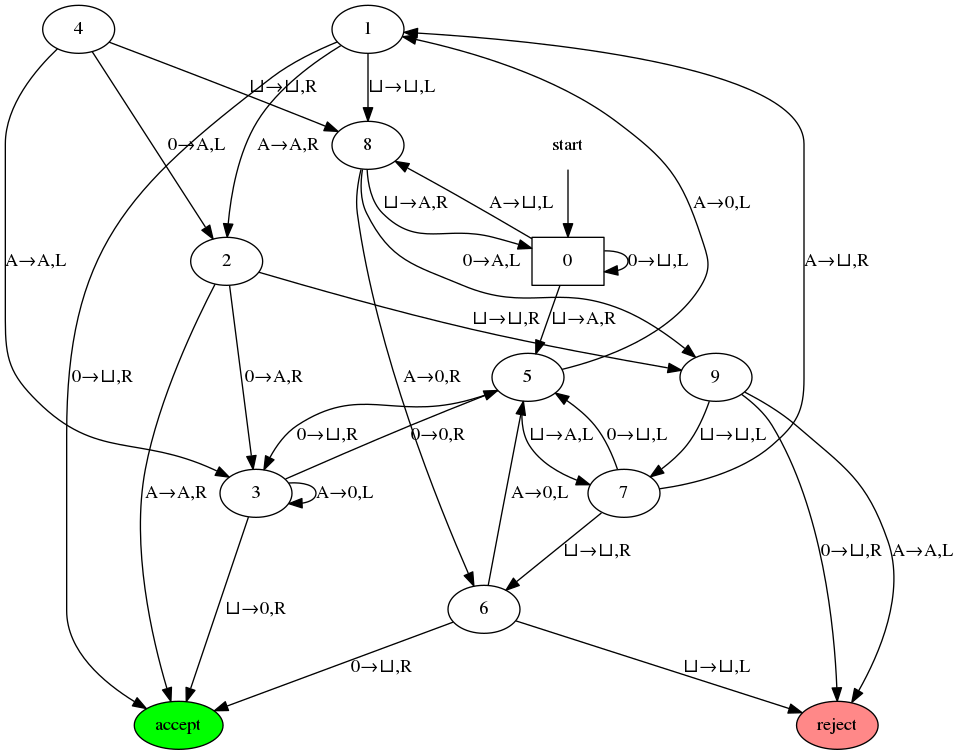 4
1
⊔→⊔,R
⊔→⊔,L
0→A,L
A→A,R
8
start
⊔→A,R
A→⊔,L
A→0,L
A→A,L
2
0→A,L
0
0→⊔,L
A→⊔,R
⊔→⊔,R
⊔→A,R
0→⊔,R
0→A,R
A→0,R
5
9
0→⊔,R
0→0,R
⊔→A,L
0→⊔,L
⊔→⊔,L
A→A,R
3
A→0,L
A→0,L
7
⊔→⊔,R
0→⊔,R
A→A,L
⊔→0,R
6
0→⊔,R
⊔→⊔,L
accept
reject